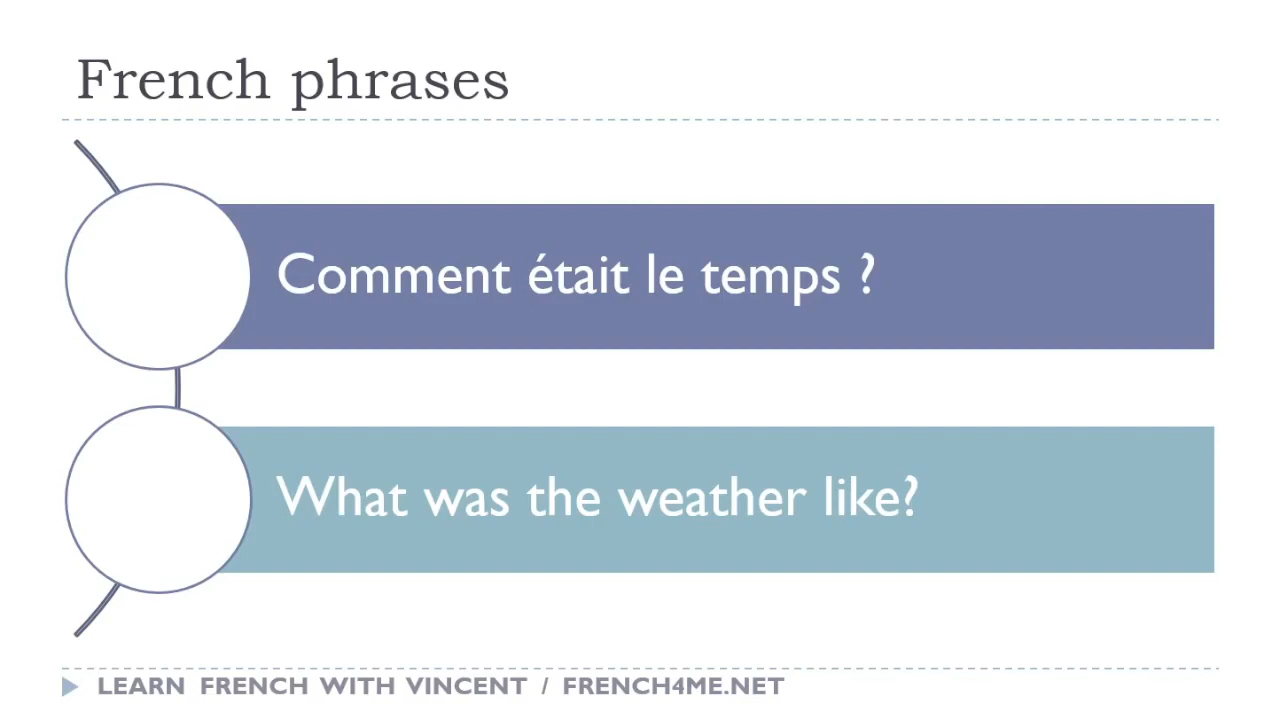 French phrases
Comment était le temps ?
What was the weather like?
LEARN FRENCH WITH VINCENT / FRENCH4ME.NET